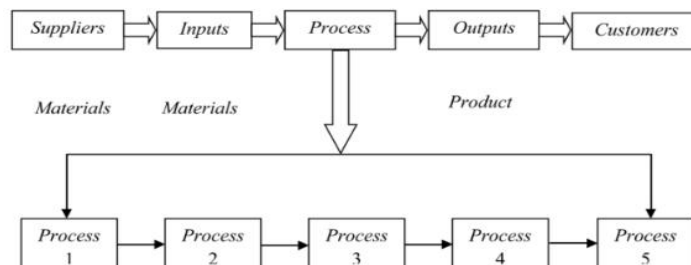 Suppliers Inputs Process Outputs Customers
Materials Materials Product
Process Process Process Process Process
1 2 3 4 5